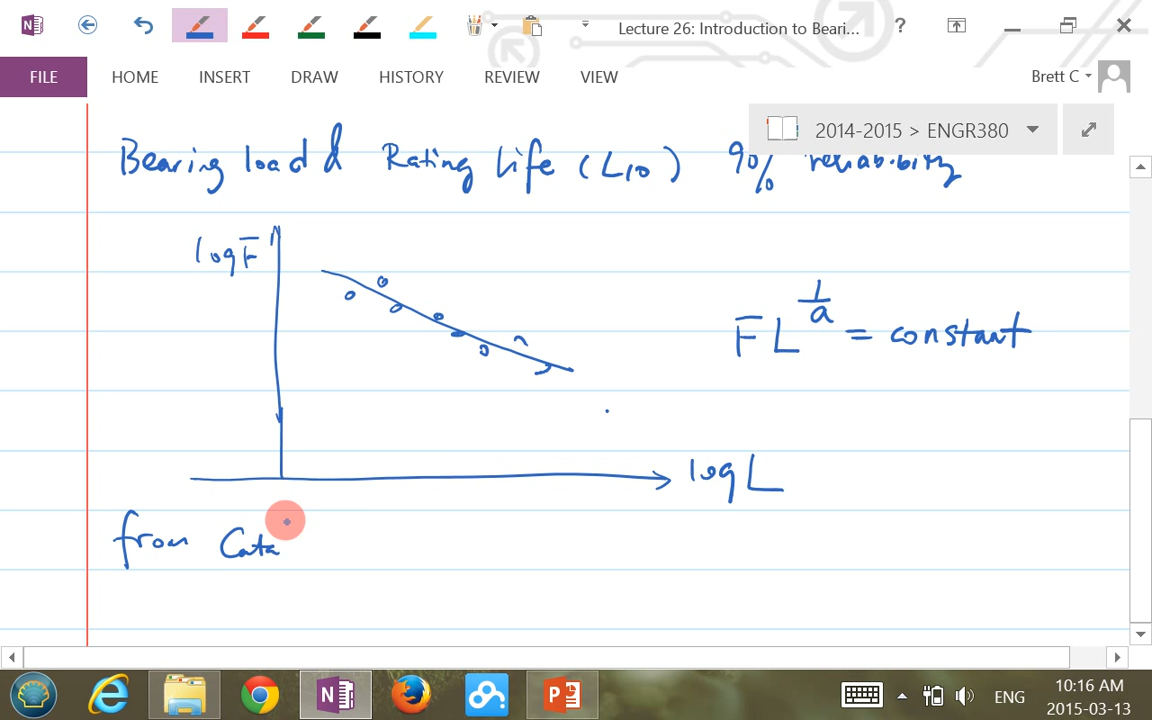 Lecture 26: Introduction to Beari...
?
FILE HOME INSERT DRAW HISTORY REVIEW VIEW Brett C
2014-2015 > ENGR380
Bearing load & Rating life (L10) 90% reliability
log F
F L^1/a = constant
log L
from Cata
ENG
10:16 AM
2015-03-13